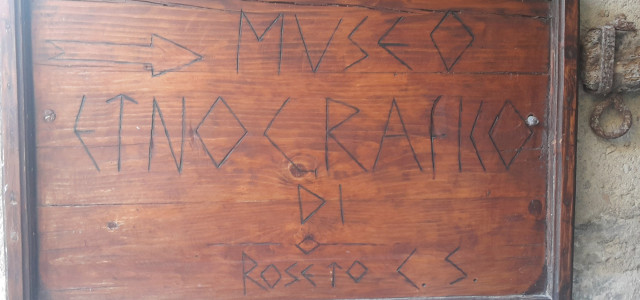 MUSEO
ETNOGRAFICO
DI
ROSETO C.S.